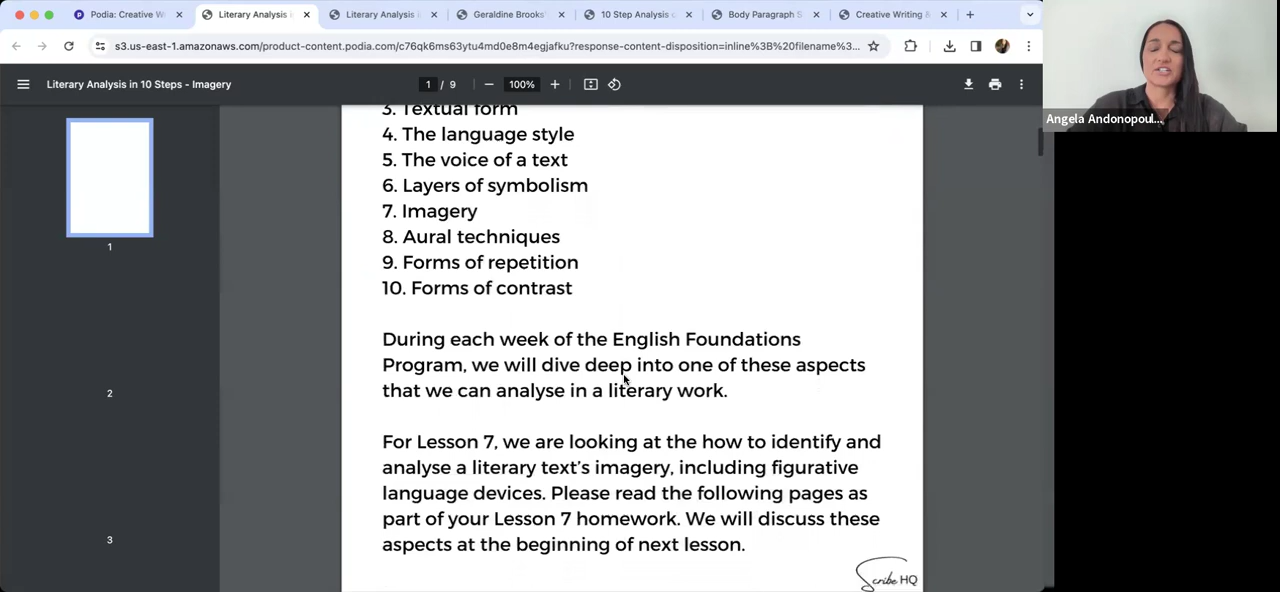 Podia: Creative W
Literary Analysis i
Literary Analysis i
Geraldine Brooks'
10 Step Analysis o
Body Paragraph S
Creative Writing &
s3.us-east-1.amazonaws.com/product-content.podia.com/c76qk6ms63ytu4md0e8m4egjafku?response-content-disposition=inline%3B%20filename%3...
Literary Analysis in 10 Steps - Imagery
1 / 9
100%
Angela Andonopoul...
1
2
3
3. Textual form
4. The language style
5. The voice of a text
6. Layers of symbolism
7. Imagery
8. Aural techniques
9. Forms of repetition
10. Forms of contrast
During each week of the English Foundations
Program, we will dive deep into one of these aspects
that we can analyse in a literary work.
For Lesson 7, we are looking at the how to identify and
analyse a literary text's imagery, including figurative
language devices. Please read the following pages as
part of your Lesson 7 homework. We will discuss these
aspects at the beginning of next lesson.
Scribe HQ